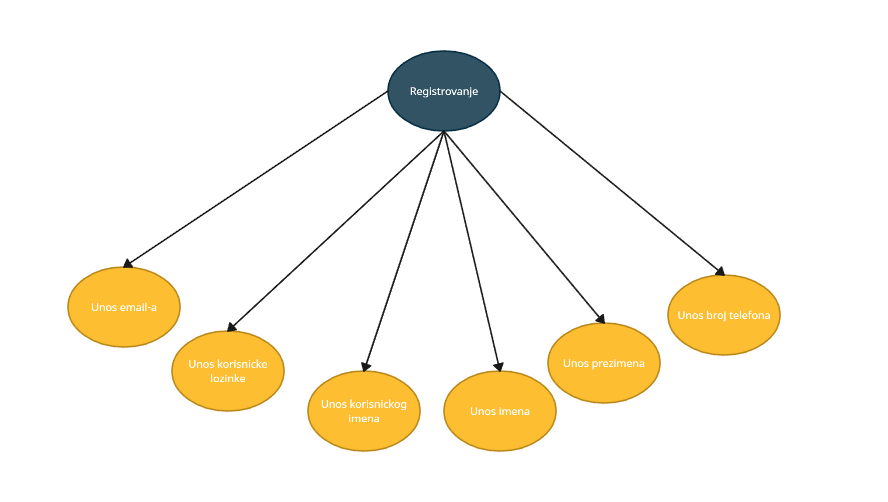 Registrovanje
Unos email-a
Unos korisnicke
lozinke
Unos korisnickog
imena
Unos imena
Unos prezimena
Unos broj telefona